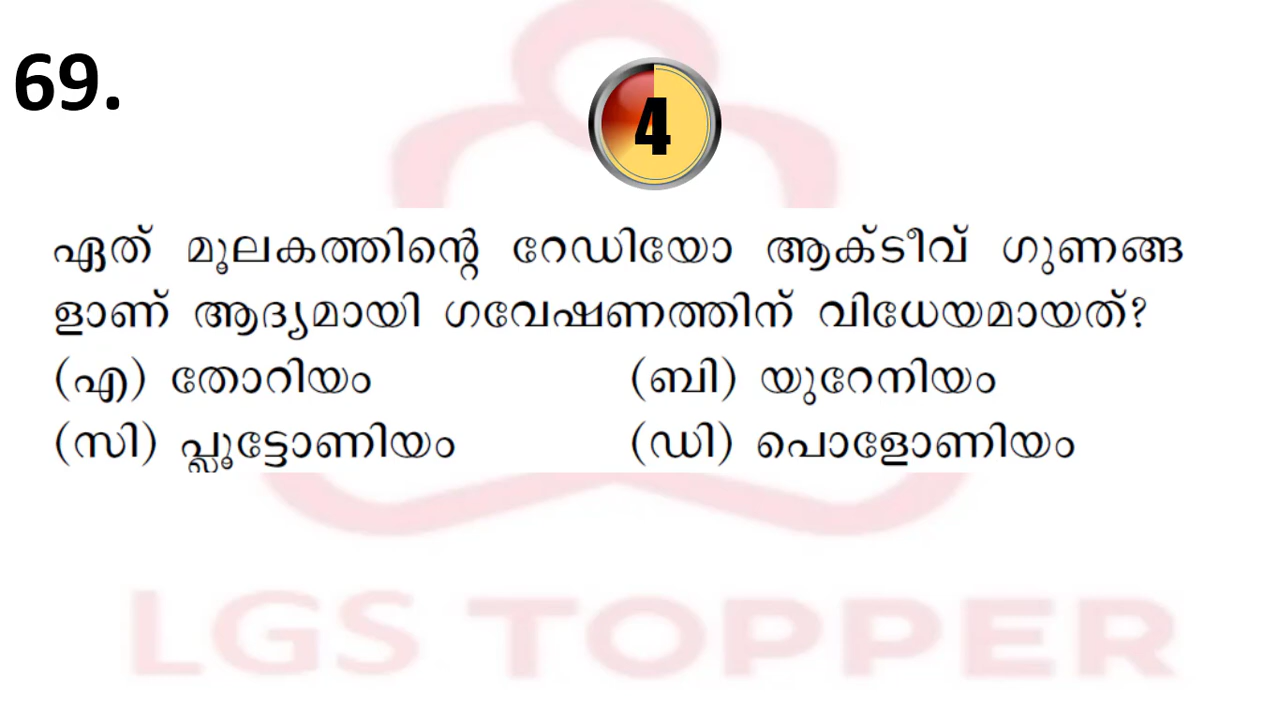 69.
4
ഏത് മൂലകത്തിന്റെ റേഡിയോ ആക്ടീവ് ഗുണങ്ങ
ളാണ് ആദ്യമായി ഗവേഷണത്തിന് വിധേയമായത്?
(എ) തോറിയം (ബി) യുറേനിയം
(സി) പ്ലൂട്ടോണിയം (ഡി) പൊളോണിയം
LGS TOPPER